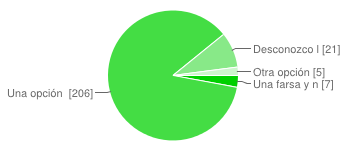 Desconozco l [21]
Otra opción [5]
Una farsa y n [7]
Una opción [206]